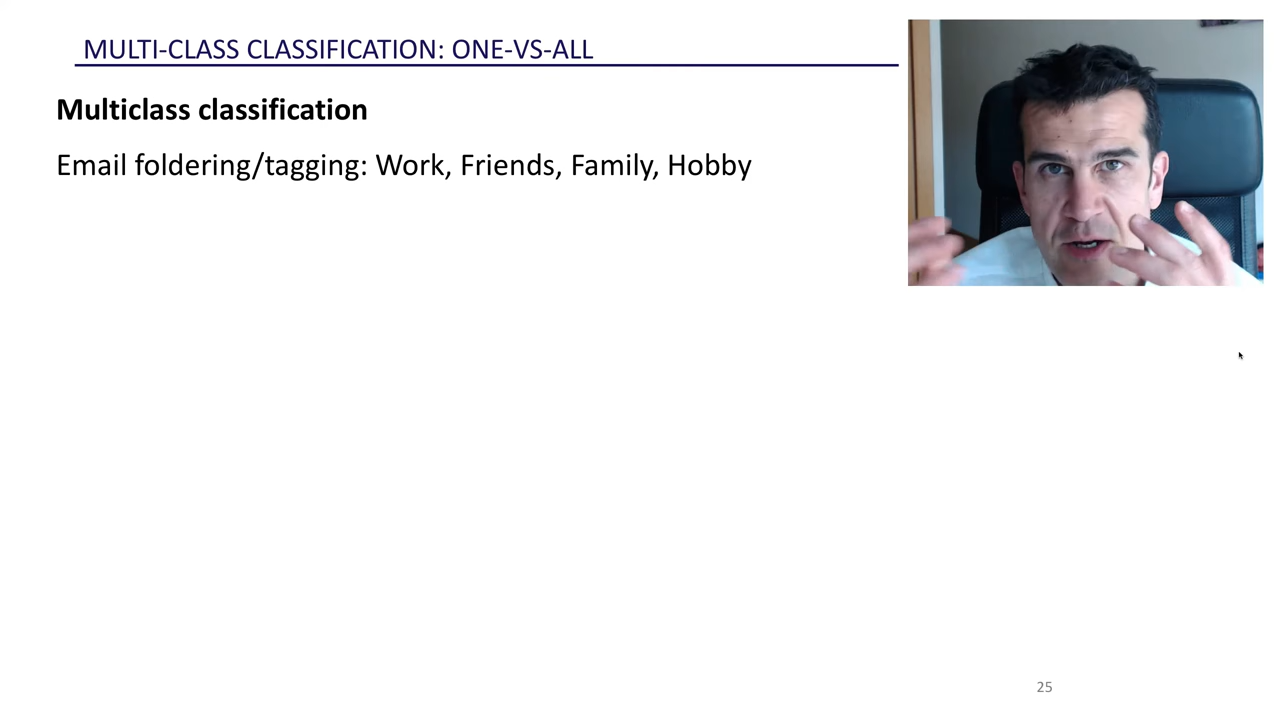 MULTI-CLASS CLASSIFICATION: ONE-VS-ALL
Multiclass classification
Email foldering/tagging: Work, Friends, Family, Hobby
25